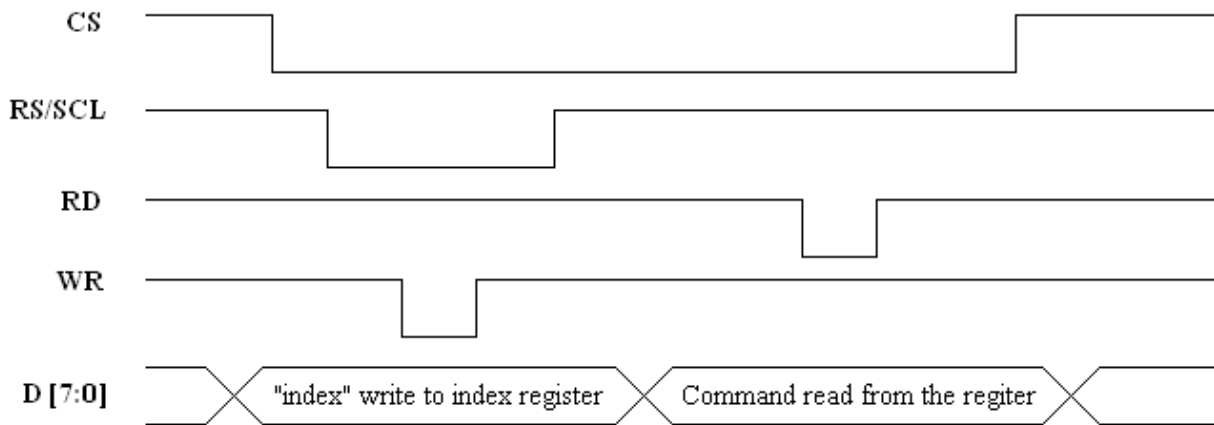 CS
RS/SCL
RD
WR
D [7:0] "index" write to index register Command read from the regiter